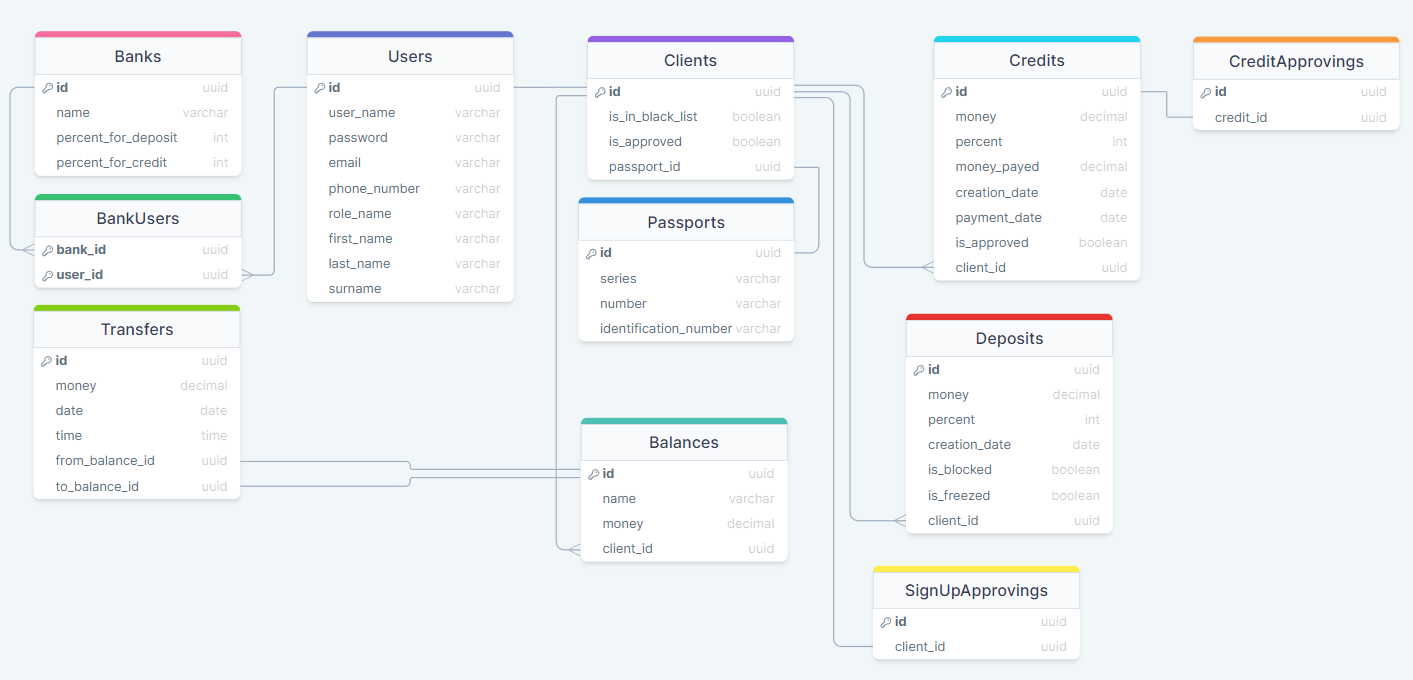 Banks
id uuid
name varchar
percent_for_deposit int
percent_for_credit int
BankUsers
bank_id uuid
user_id uuid
Transfers
id uuid
money decimal
date date
time time
from_balance_id uuid
to_balance_id uuid
Users
id uuid
user_name varchar
password varchar
email varchar
phone_number varchar
role_name varchar
first_name varchar
last_name varchar
surname varchar
Clients
id uuid
is_in_black_list boolean
is_approved boolean
passport_id uuid
Passports
id uuid
series varchar
number varchar
identification_number varchar
Balances
id uuid
name varchar
money decimal
client_id uuid
Credits
id uuid
money decimal
percent int
money_payed decimal
creation_date date
payment_date date
is_approved boolean
client_id uuid
Deposits
id uuid
money decimal
percent int
creation_date date
is_blocked boolean
is_freezed boolean
client_id uuid
SignUpApprovings
id uuid
client_id uuid
CreditApprovings
id uuid
credit_id uuid